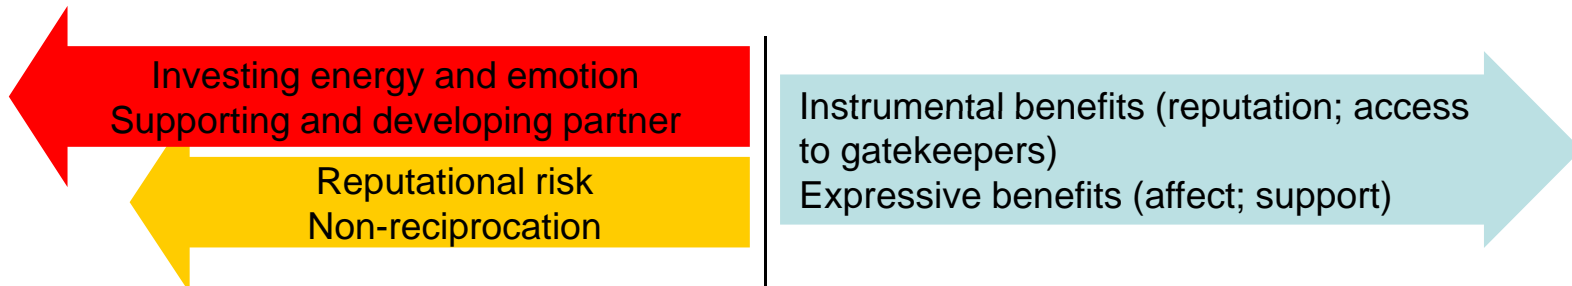 Investing energy and emotion
Supporting and developing partner
Reputational risk
Non-reciprocation
Instrumental benefits (reputation; access
to gatekeepers)
Expressive benefits (affect; support)